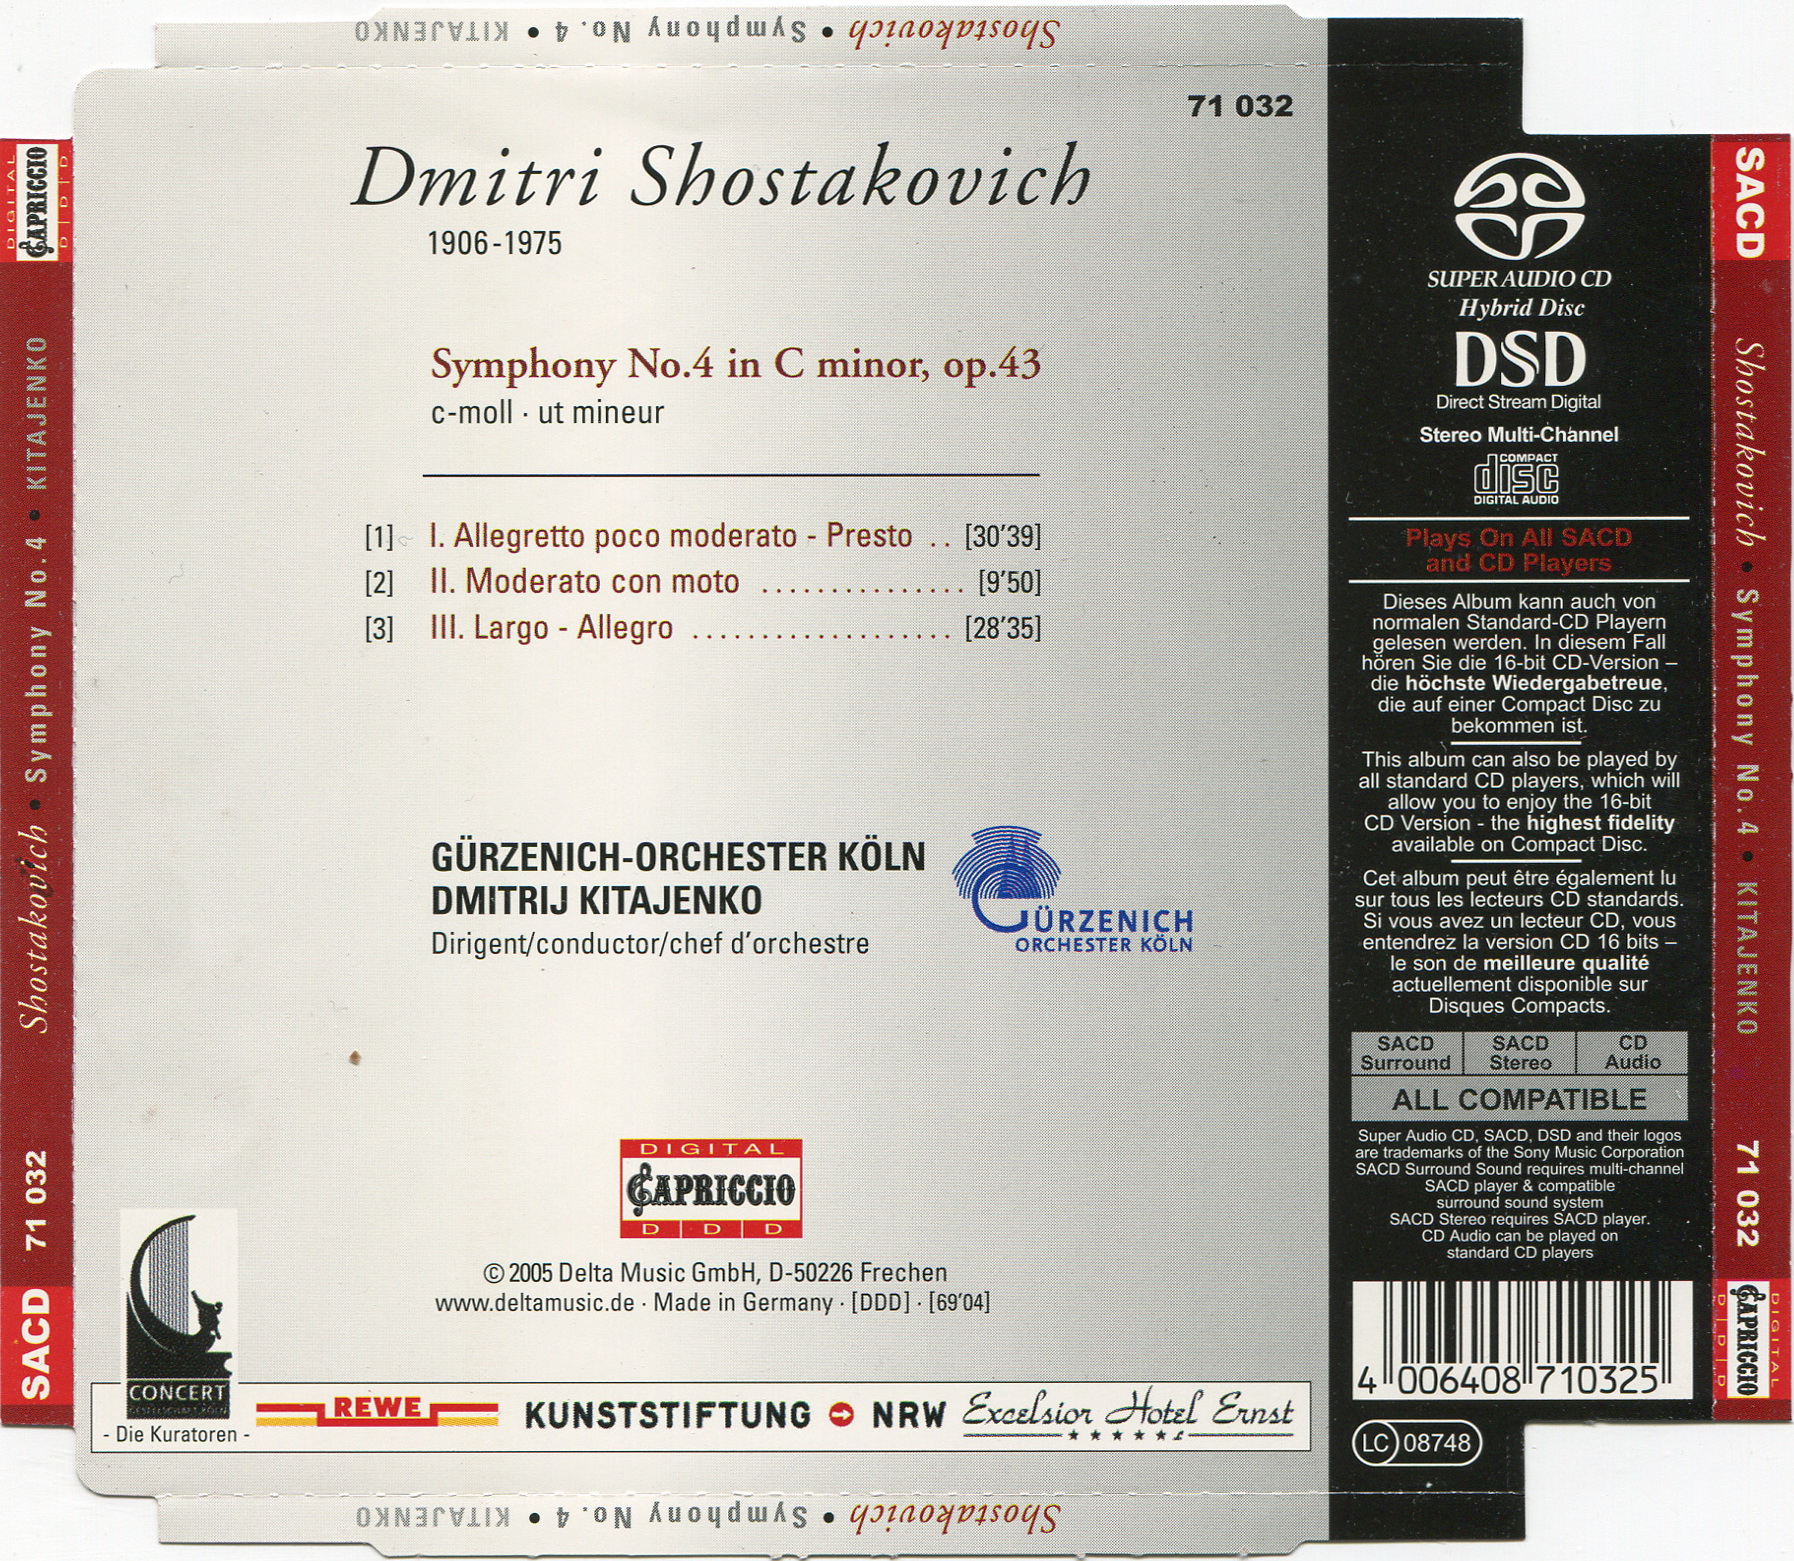 Shostakovich • Symphony No. 4 • KITAJENKO
71 032
Dmitri Shostakovich
1906-1975
Symphony No.4 in C minor, op.43
c-moll · ut mineur
[1] I. Allegretto poco moderato - Presto .. [30'39]
[2] II. Moderato con moto ............... [9'50]
[3] III. Largo - Allegro ................... [28'35]
GÜRZENICH-ORCHESTER KÖLN
DMITRIJ KITAJENKO
Dirigent/conductor/chef d'orchestre
GÜRZENICH
ORCHESTER KÖLN
DIGITAL
CAPRICCIO
D|D|D
© 2005 Delta Music GmbH, D-50226 Frechen
www.deltamusic.de · Made in Germany · [DDD] · [69'04]
CONCERT
GESELLSCHAFT KÖLN
- Die Kuratoren -
REWE
KUNSTSTIFTUNG NRW
Excelsior Hotel Ernst
Shostakovich • Symphony No. 4 • KITAJENKO
SUPER AUDIO CD
Hybrid Disc
DSD
Direct Stream Digital
Stereo Multi-Channel
COMPACT
disc
DIGITAL AUDIO
Plays On All SACD
and CD Players
Dieses Album kann auch von
normalen Standard-CD Playern
gelesen werden. In diesem Fall
hören Sie die 16-bit CD-Version –
die höchste Wiedergabetreue,
die auf einer Compact Disc zu
bekommen ist.
This album can also be played by
all standard CD players, which will
allow you to enjoy the 16-bit
CD Version - the highest fidelity
available on Compact Disc.
Cet album peut être également lu
sur tous les lecteurs CD standards.
Si vous avez un lecteur CD, vous
entendrez la version CD 16 bits –
le son de meilleure qualité
actuellement disponible sur
Disques Compacts.
SACD Surround
SACD Stereo
CD Audio
ALL COMPATIBLE
Super Audio CD, SACD, DSD and their logos
are trademarks of the Sony Music Corporation
SACD Surround Sound requires multi-channel
SACD player & compatible
surround sound system
SACD Stereo requires SACD player.
CD Audio can be played on
standard CD players
4 006408 710325
LC 08748
SACD 71 032 Shostakovich • Symphony No. 4 • KITAJENKO DIGITAL CAPRICCIO D|D|D
SACD Shostakovich • Symphony No. 4 • KITAJENKO 71 032 DIGITAL CAPRICCIO D|D|D